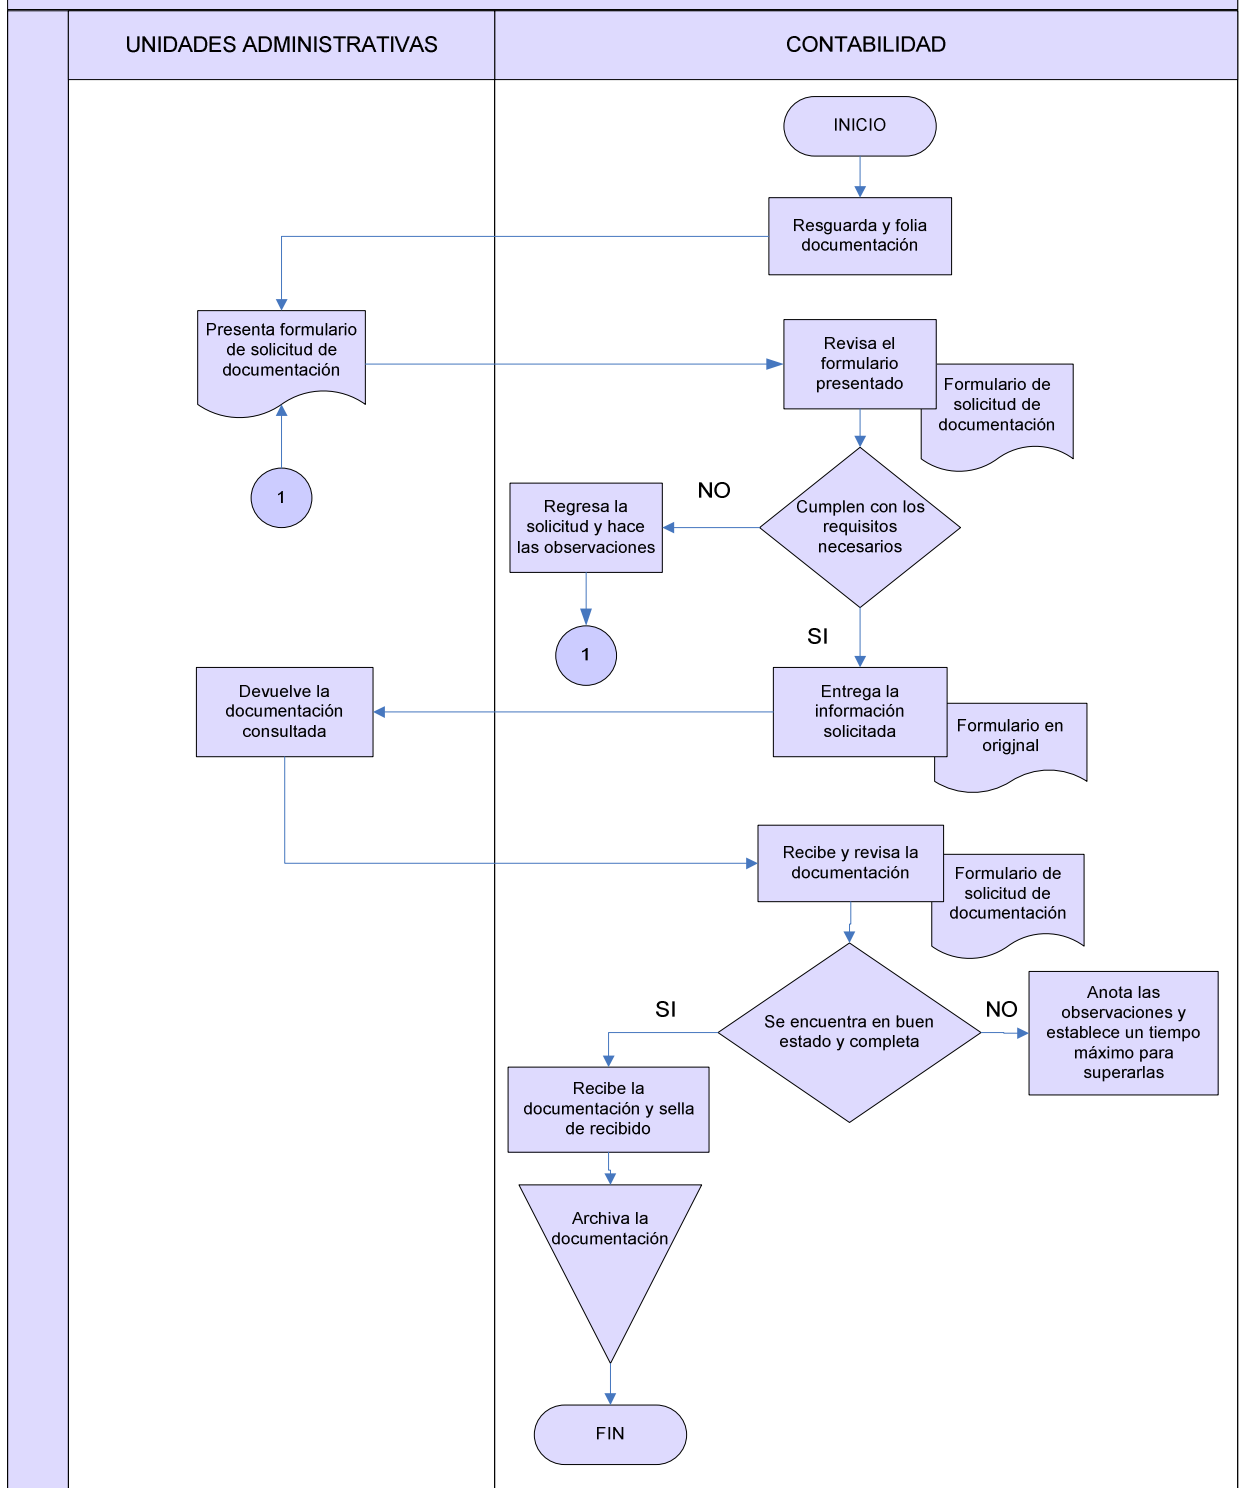 UNIDADES ADMINISTRATIVAS
CONTABILIDAD
INICIO
Resguarda y folia
documentación
Presenta formulario
de solicitud de
documentación
Revisa el
formulario
presentado
Formulario de
solicitud de
documentación
1
NO
Regresa la
solicitud y hace
las observaciones
Cumplen con los
requisitos
necesarios
1
SI
Devuelve la
documentación
consultada
Entrega la
información
solicitada
Formulario en
origjnal
Recibe y revisa la
documentación
Formulario de
solicitud de
documentación
SI
Se encuentra en buen
estado y completa
NO
Anota las
observaciones y
establece un tiempo
máximo para
superarlas
Recibe la
documentación y sella
de recibido
Archiva la
documentación
FIN